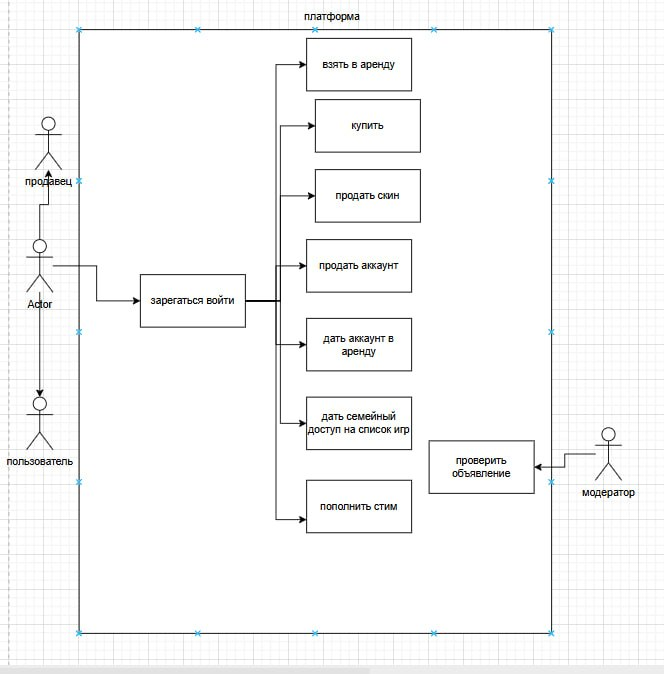 платформа
взять в аренду
купить
продавец
продать скин
продать аккаунт
Actor
зарегаться войти
дать аккаунт в
аренду
дать семейный
доступ на список игр
пользователь
проверить
объявление
модератор
пополнить стим